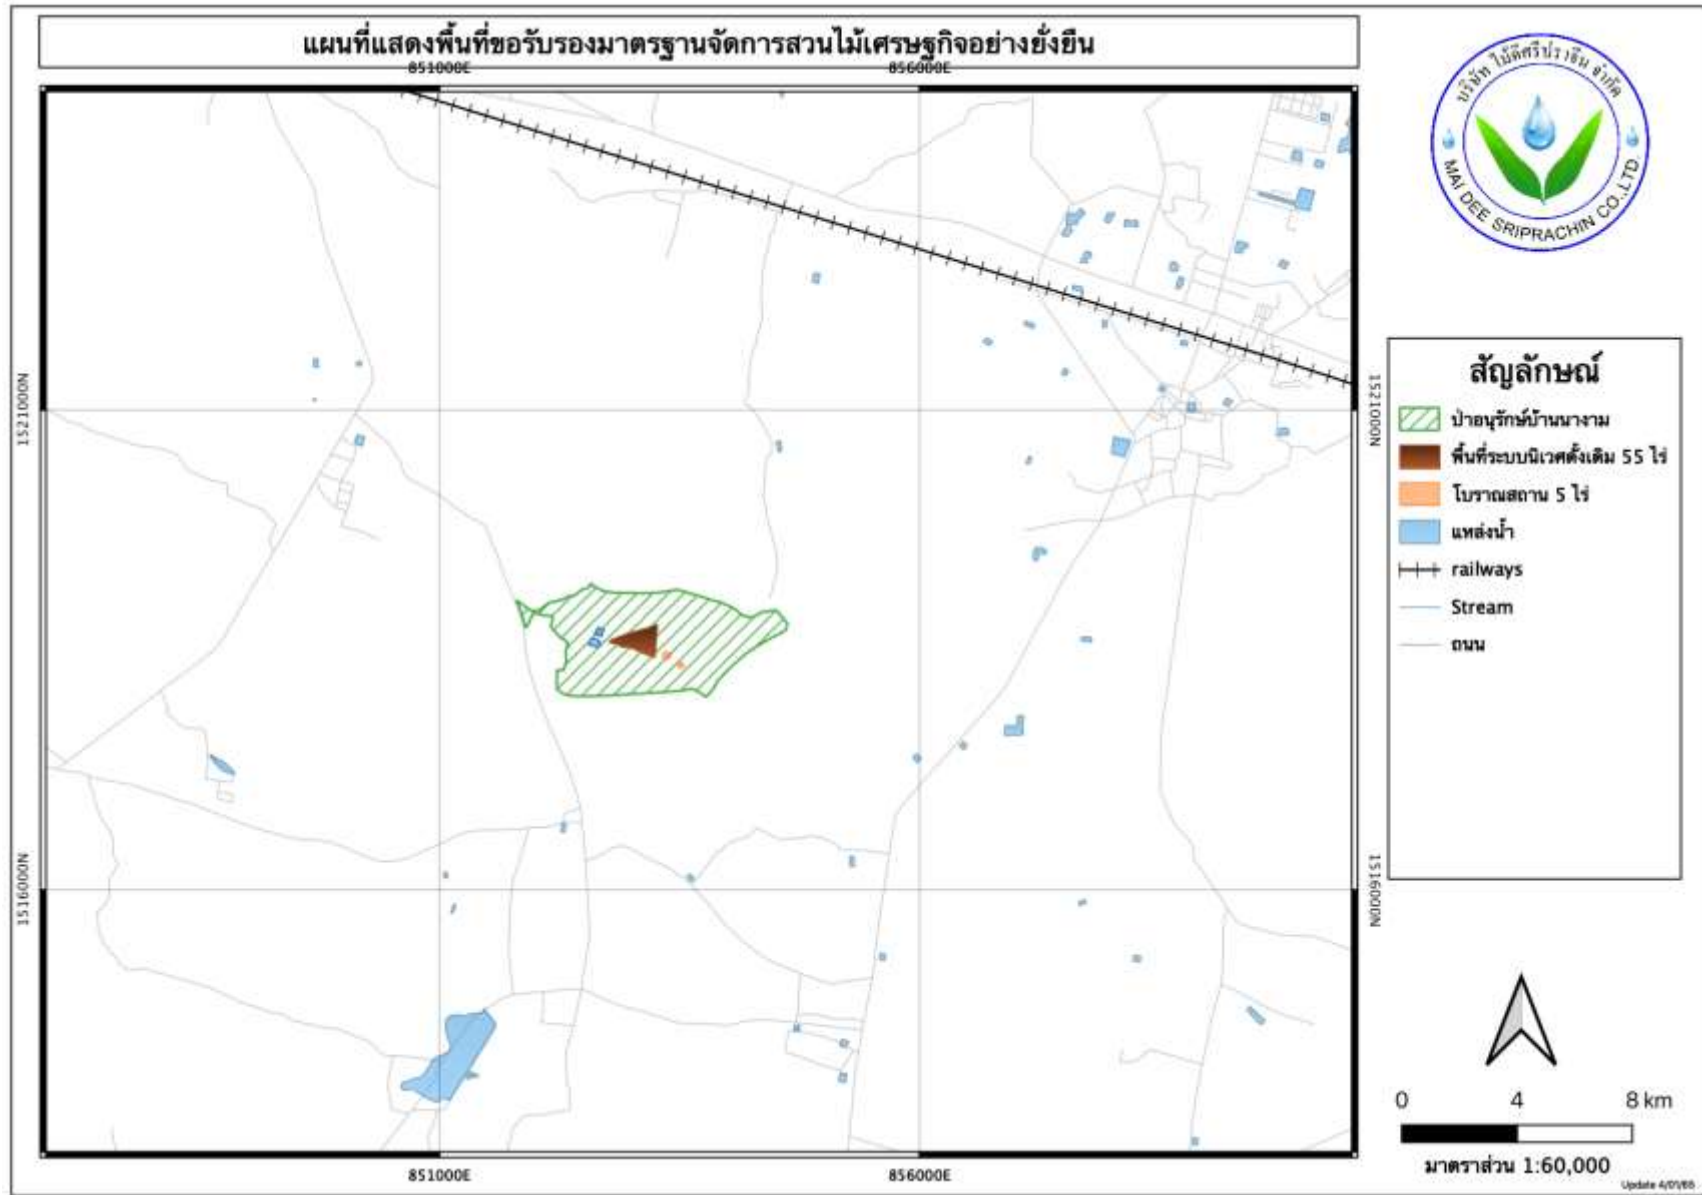 แผนที่แสดงพื้นที่ขอรับรองมาตรฐานจัดการสวนไม้เศรษฐกิจอย่างยั่งยืน
851000E 856000E
บริษัท ไม้ดีศรีปราจีน จำกัด
MAI DEE SRIPRACHIN CO.,LTD.
1521000N
1521000N
1516000N
1516000N
851000E 856000E
สัญลักษณ์
ป่าอนุรักษ์บ้านนางาม
พื้นที่ระบบนิเวศดั้งเดิม 55 ไร่
โบราณสถาน 5 ไร่
แหล่งน้ำ
railways
Stream
ถนน
0 4 8 km
มาตราส่วน 1:60,000
Update 4/01/65